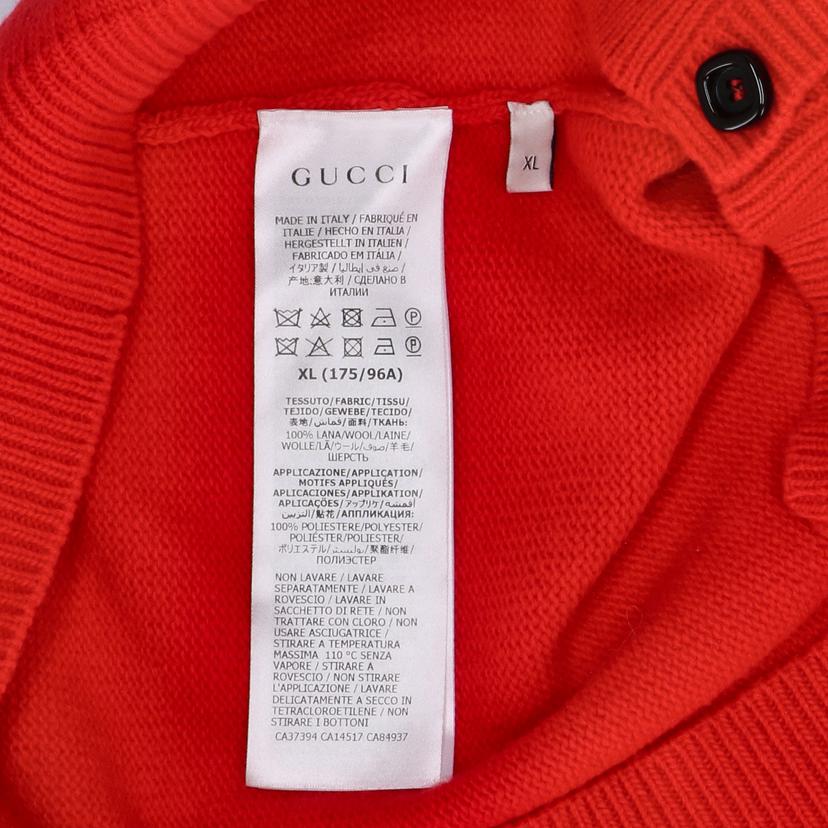 GUCCI
XL
MADE IN ITALY / FABRIQUÉ EN
ITALIE / HECHO EN ITALIA /
HERGESTELLT IN ITALIEN /
FABRICADO EM ITÁLIA /
イタリア製 / صنع في إيطاليا /
产地:意大利 / СДЕЛАНО В
ИТАЛИИ
XL (175/96A)
TESSUTO/FABRIC/TISSU/
TEJIDO/GEWEBE/TECIDO/
表地/قماش/面料/ТКАНЬ:
100% LANA/WOOL/LAINE/
WOLLE/LÃ/ウール/صوف/羊毛/
ШЕРСТЬ
APPLICAZIONE/APPLICATION/
MOTIFS APPLIQUÉS/
APLICACIONES/APPLIKATION/
APLICAÇÕES/アップリケ/أقمشة
التزيين/贴花/АППЛИКАЦИЯ:
100% POLIESTERE/POLYESTER/
POLIÉSTER/POLIESTER/
ポリエステル/بوليستر/聚酯纤维/
ПОЛИЭСТЕР
NON LAVARE / LAVARE
SEPARATAMENTE / LAVARE A
ROVESCIO / LAVARE IN
SACCHETTO DI RETE / NON
TRATTARE CON CLORO / NON
USARE ASCIUGATRICE /
STIRARE A TEMPERATURA
MASSIMA 110 °C SENZA
VAPORE / STIRARE A
ROVESCIO / NON STIRARE
L'APPLICAZIONE / LAVARE
DELICATAMENTE A SECCO IN
TETRACLOROETILENE / NON
STIRARE I BOTTONI
CA37394 CA14517 CA84937